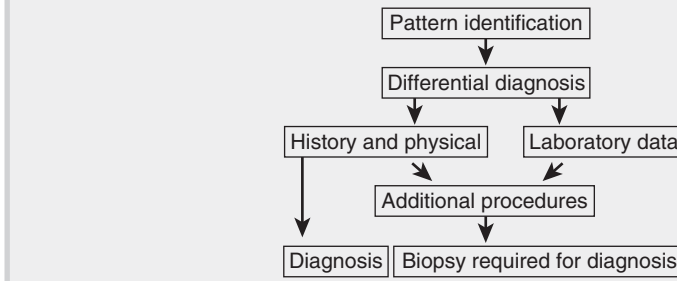 Pattern identification
Differential diagnosis
History and physical
Laboratory data
Additional procedures
Diagnosis
Biopsy required for diagnosis